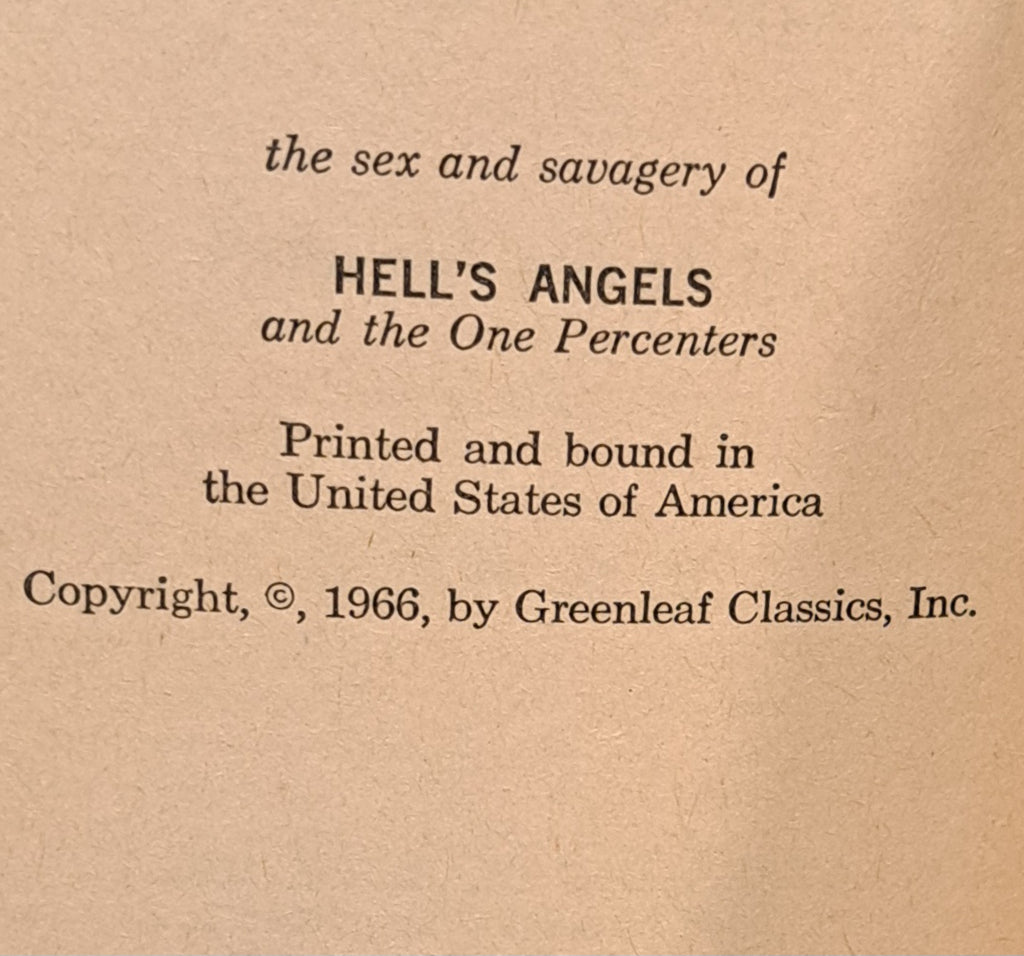 the sex and savagery of
HELL'S ANGELS
and the One Percenters
Printed and bound in
the United States of America
Copyright, ©, 1966, by Greenleaf Classics, Inc.